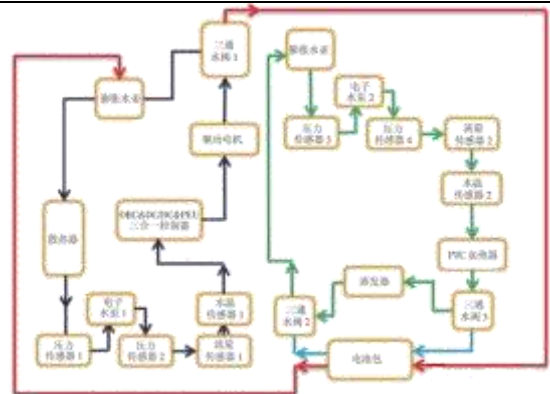 三通
水阀 1
膨胀水壶
膨胀水壶
电子
水泵 2
驱动电机
压力
传感器 3
压力
传感器 4
流量
传感器 2
水温
传感器 2
OBC&DC/DC&PEU
三合一控制器
散热器
PTC 加热器
蒸发器
电子
水泵 1
水温
传感器 1
三通
水阀 2
三通
水阀 3
压力
传感器 1
压力
传感器 2
流量
传感器 1
电池包